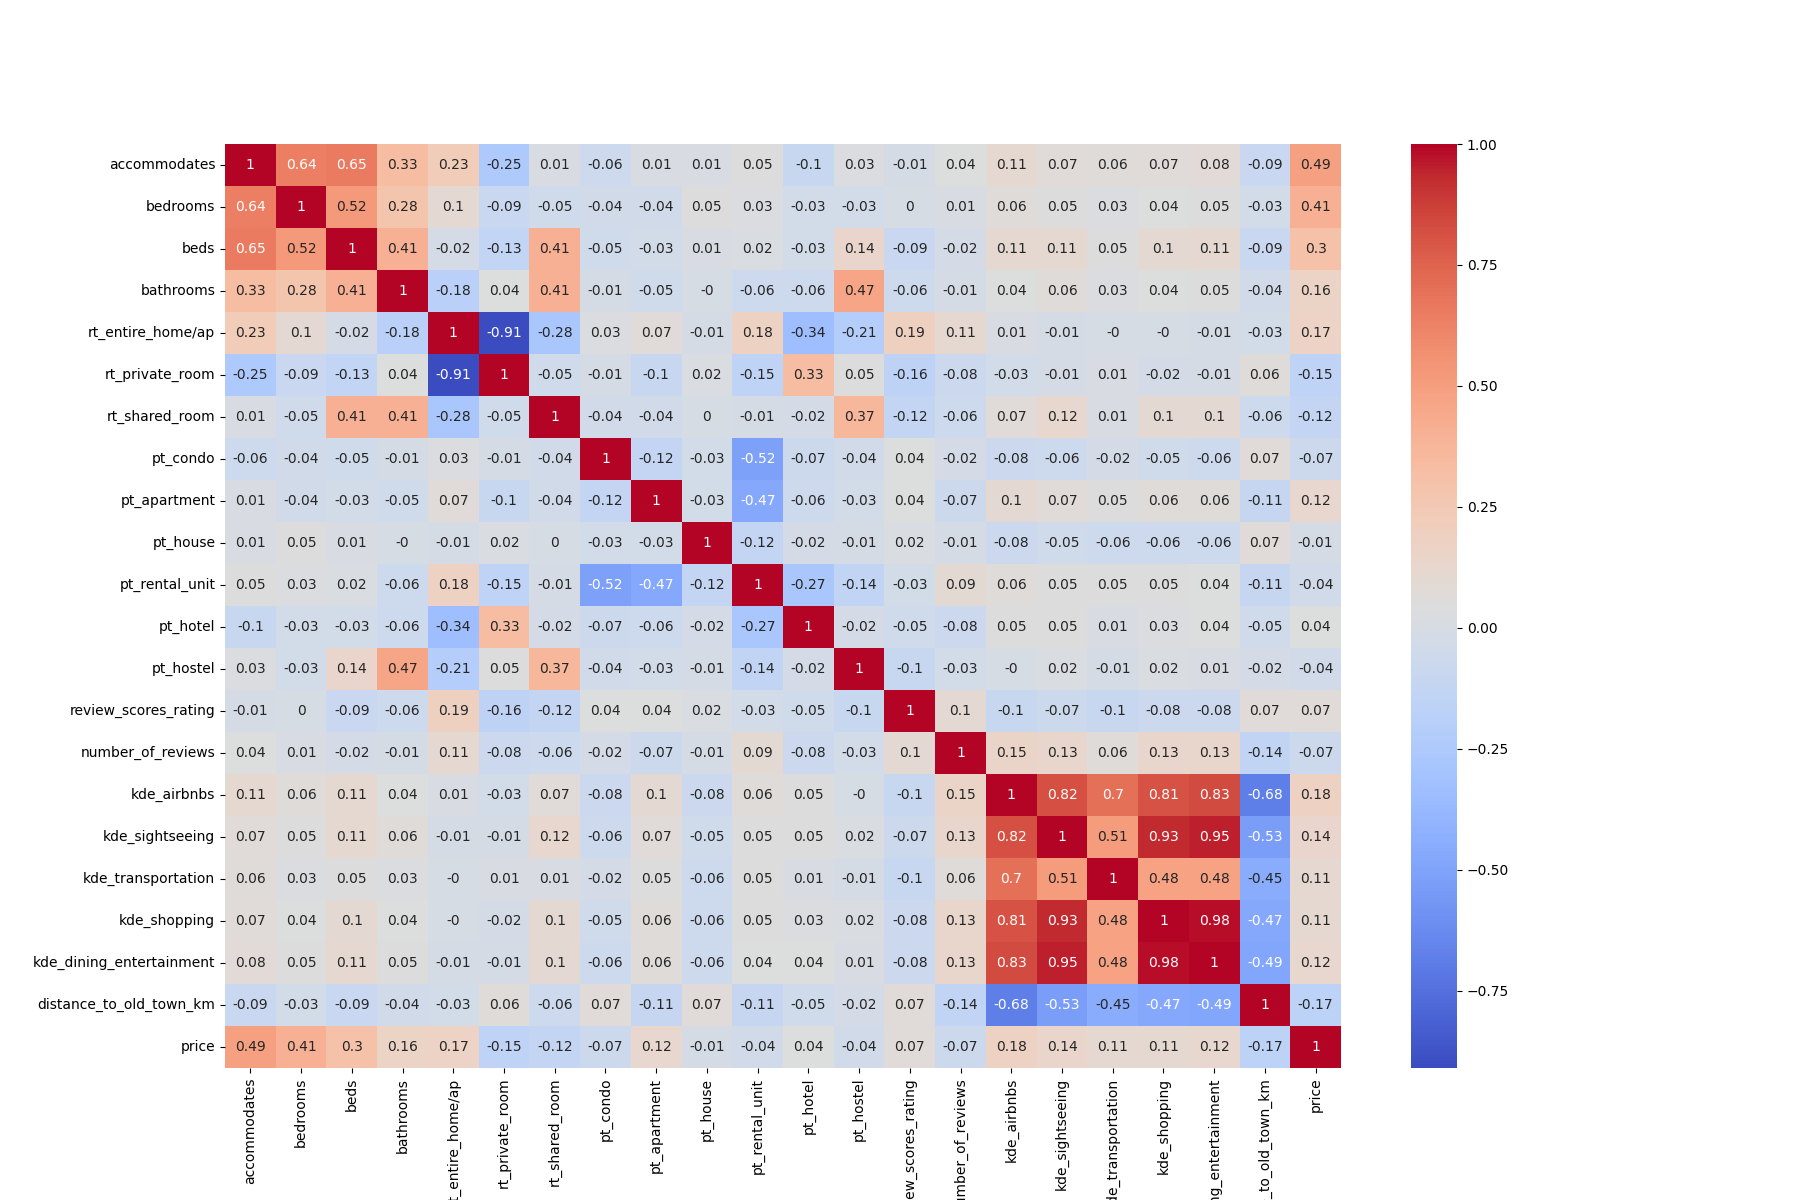 accommodates 1 0.64 0.65 0.33 0.23 -0.25 0.01 -0.06 0.01 0.01 0.05 -0.1 0.03 -0.01 0.04 0.11 0.07 0.06 0.07 0.08 -0.09 0.49
bedrooms 0.64 1 0.52 0.28 0.1 -0.09 -0.05 -0.04 -0.04 0.05 0.03 -0.03 -0.03 0 0.01 0.06 0.05 0.03 0.04 0.05 -0.03 0.41
beds 0.65 0.52 1 0.41 -0.02 -0.13 0.41 -0.05 -0.03 0.01 0.02 -0.03 0.14 -0.09 -0.02 0.11 0.11 0.05 0.1 0.11 -0.09 0.3
bathrooms 0.33 0.28 0.41 1 -0.18 0.04 0.41 -0.01 -0.05 -0 -0.06 -0.06 0.47 -0.06 -0.01 0.04 0.06 0.03 0.04 0.05 -0.04 0.16
rt_entire_home/ap 0.23 0.1 -0.02 -0.18 1 -0.91 -0.28 0.03 0.07 -0.01 0.18 -0.34 -0.21 0.19 0.11 0.01 -0.01 -0 -0 -0.01 -0.03 0.17
rt_private_room -0.25 -0.09 -0.13 0.04 -0.91 1 -0.05 -0.01 -0.1 0.02 -0.15 0.33 0.05 -0.16 -0.08 -0.03 -0.01 0.01 -0.02 -0.01 0.06 -0.15
rt_shared_room 0.01 -0.05 0.41 0.41 -0.28 -0.05 1 -0.04 -0.04 0 -0.01 -0.02 0.37 -0.12 -0.06 0.07 0.12 0.01 0.1 0.1 -0.06 -0.12
pt_condo -0.06 -0.04 -0.05 -0.01 0.03 -0.01 -0.04 1 -0.12 -0.03 -0.52 -0.07 -0.04 0.04 -0.02 -0.08 -0.06 -0.02 -0.05 -0.06 0.07 -0.07
pt_apartment 0.01 -0.04 -0.03 -0.05 0.07 -0.1 -0.04 -0.12 1 -0.03 -0.47 -0.06 -0.03 0.04 -0.07 0.1 0.07 0.05 0.06 0.06 -0.11 0.12
pt_house 0.01 0.05 0.01 -0 -0.01 0.02 0 -0.03 -0.03 1 -0.12 -0.02 -0.01 0.02 -0.01 -0.08 -0.05 -0.06 -0.06 -0.06 0.07 -0.01
pt_rental_unit 0.05 0.03 0.02 -0.06 0.18 -0.15 -0.01 -0.52 -0.47 -0.12 1 -0.27 -0.14 -0.03 0.09 0.06 0.05 0.05 0.05 0.04 -0.11 -0.04
pt_hotel -0.1 -0.03 -0.03 -0.06 -0.34 0.33 -0.02 -0.07 -0.06 -0.02 -0.27 1 -0.02 -0.05 -0.08 0.05 0.05 0.01 0.03 0.04 -0.05 0.04
pt_hostel 0.03 -0.03 0.14 0.47 -0.21 0.05 0.37 -0.04 -0.03 -0.01 -0.14 -0.02 1 -0.1 -0.03 -0 0.02 -0.01 0.02 0.01 -0.02 -0.04
review_scores_rating -0.01 0 -0.09 -0.06 0.19 -0.16 -0.12 0.04 0.04 0.02 -0.03 -0.05 -0.1 1 0.1 -0.1 -0.07 -0.1 -0.08 -0.08 0.07 0.07
number_of_reviews 0.04 0.01 -0.02 -0.01 0.11 -0.08 -0.06 -0.02 -0.07 -0.01 0.09 -0.08 -0.03 0.1 1 0.15 0.13 0.06 0.13 0.13 -0.14 -0.07
kde_airbnbs 0.11 0.06 0.11 0.04 0.01 -0.03 0.07 -0.08 0.1 -0.08 0.06 0.05 -0 -0.1 0.15 1 0.82 0.7 0.81 0.83 -0.68 0.18
kde_sightseeing 0.07 0.05 0.11 0.06 -0.01 -0.01 0.12 -0.06 0.07 -0.05 0.05 0.05 0.02 -0.07 0.13 0.82 1 0.51 0.93 0.95 -0.53 0.14
kde_transportation 0.06 0.03 0.05 0.03 -0 0.01 0.01 -0.02 0.05 -0.06 0.05 0.01 -0.01 -0.1 0.06 0.7 0.51 1 0.48 0.48 -0.45 0.11
kde_shopping 0.07 0.04 0.1 0.04 -0 -0.02 0.1 -0.05 0.06 -0.06 0.05 0.03 0.02 -0.08 0.13 0.81 0.93 0.48 1 0.98 -0.47 0.11
kde_dining_entertainment 0.08 0.05 0.11 0.05 -0.01 -0.01 0.1 -0.06 0.06 -0.06 0.04 0.04 0.01 -0.08 0.13 0.83 0.95 0.48 0.98 1 -0.49 0.12
distance_to_old_town_km -0.09 -0.03 -0.09 -0.04 -0.03 0.06 -0.06 0.07 -0.11 0.07 -0.11 -0.05 -0.02 0.07 -0.14 -0.68 -0.53 -0.45 -0.47 -0.49 1 -0.17
price 0.49 0.41 0.3 0.16 0.17 -0.15 -0.12 -0.07 0.12 -0.01 -0.04 0.04 -0.04 0.07 -0.07 0.18 0.14 0.11 0.11 0.12 -0.17 1
accommodates
bedrooms
beds
bathrooms
t_entire_home/ap
rt_private_room
rt_shared_room
pt_condo
pt_apartment
pt_house
pt_rental_unit
pt_hotel
pt_hostel
ew_scores_rating
umber_of_reviews
kde_airbnbs
kde_sightseeing
de_transportation
kde_shopping
ng_entertainment
_to_old_town_km
price
1.00
0.75
0.50
0.25
0.00
−0.25
−0.50
−0.75